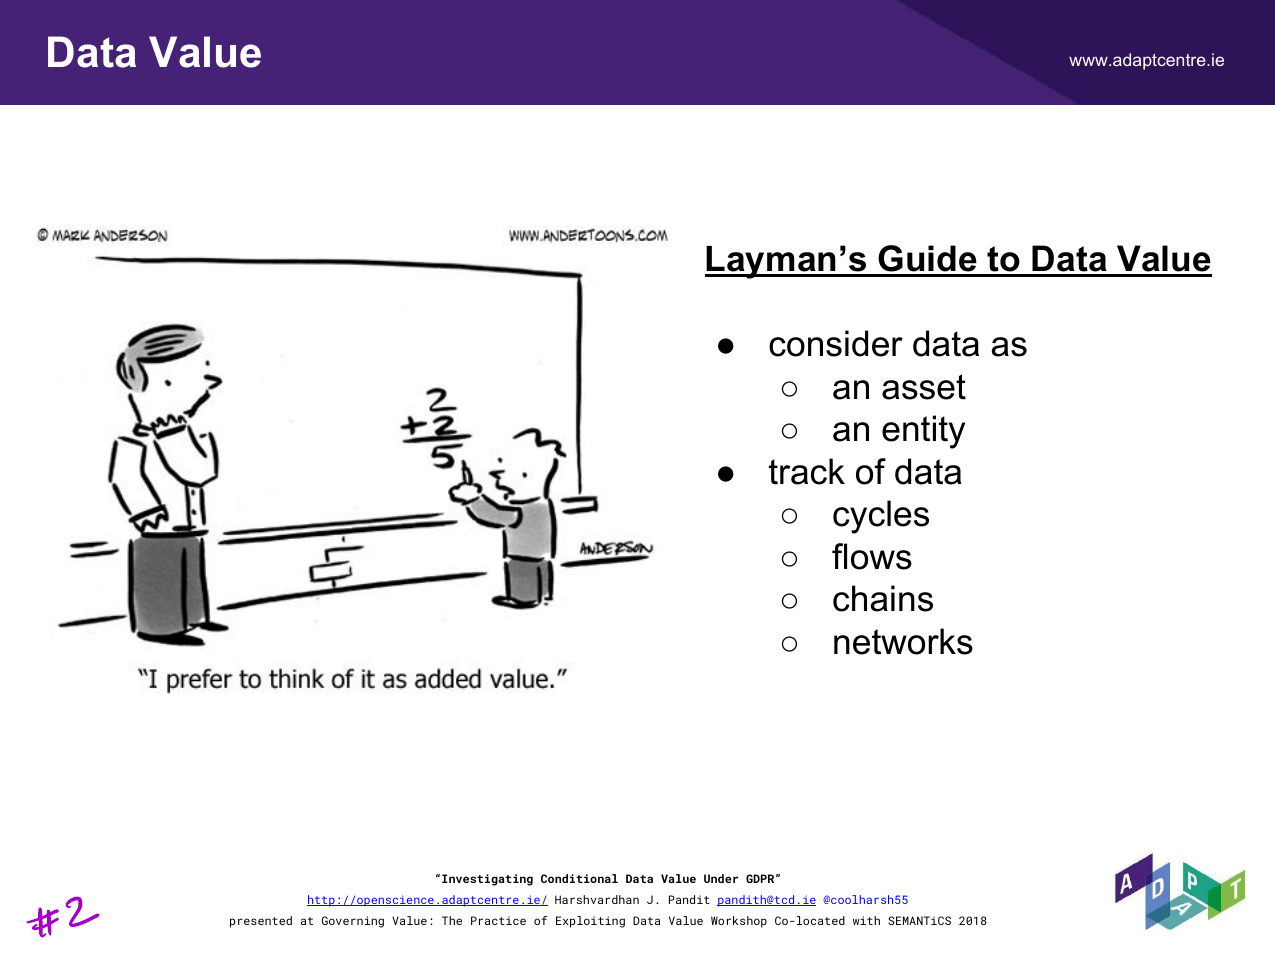 Data Value
www.adaptcentre.ie
© MARK ANDERSON
WWW.ANDERTOONS.COM
2
+2
5
ANDERSON
“I prefer to think of it as added value.”
Layman’s Guide to Data Value
● consider data as
○ an asset
○ an entity
● track of data
○ cycles
○ flows
○ chains
○ networks
“Investigating Conditional Data Value Under GDPR”
http://openscience.adaptcentre.ie/ Harshvardhan J. Pandit pandith@tcd.ie @coolharsh55
presented at Governing Value: The Practice of Exploiting Data Value Workshop Co-located with SEMANTiCS 2018
#2
ADAPT